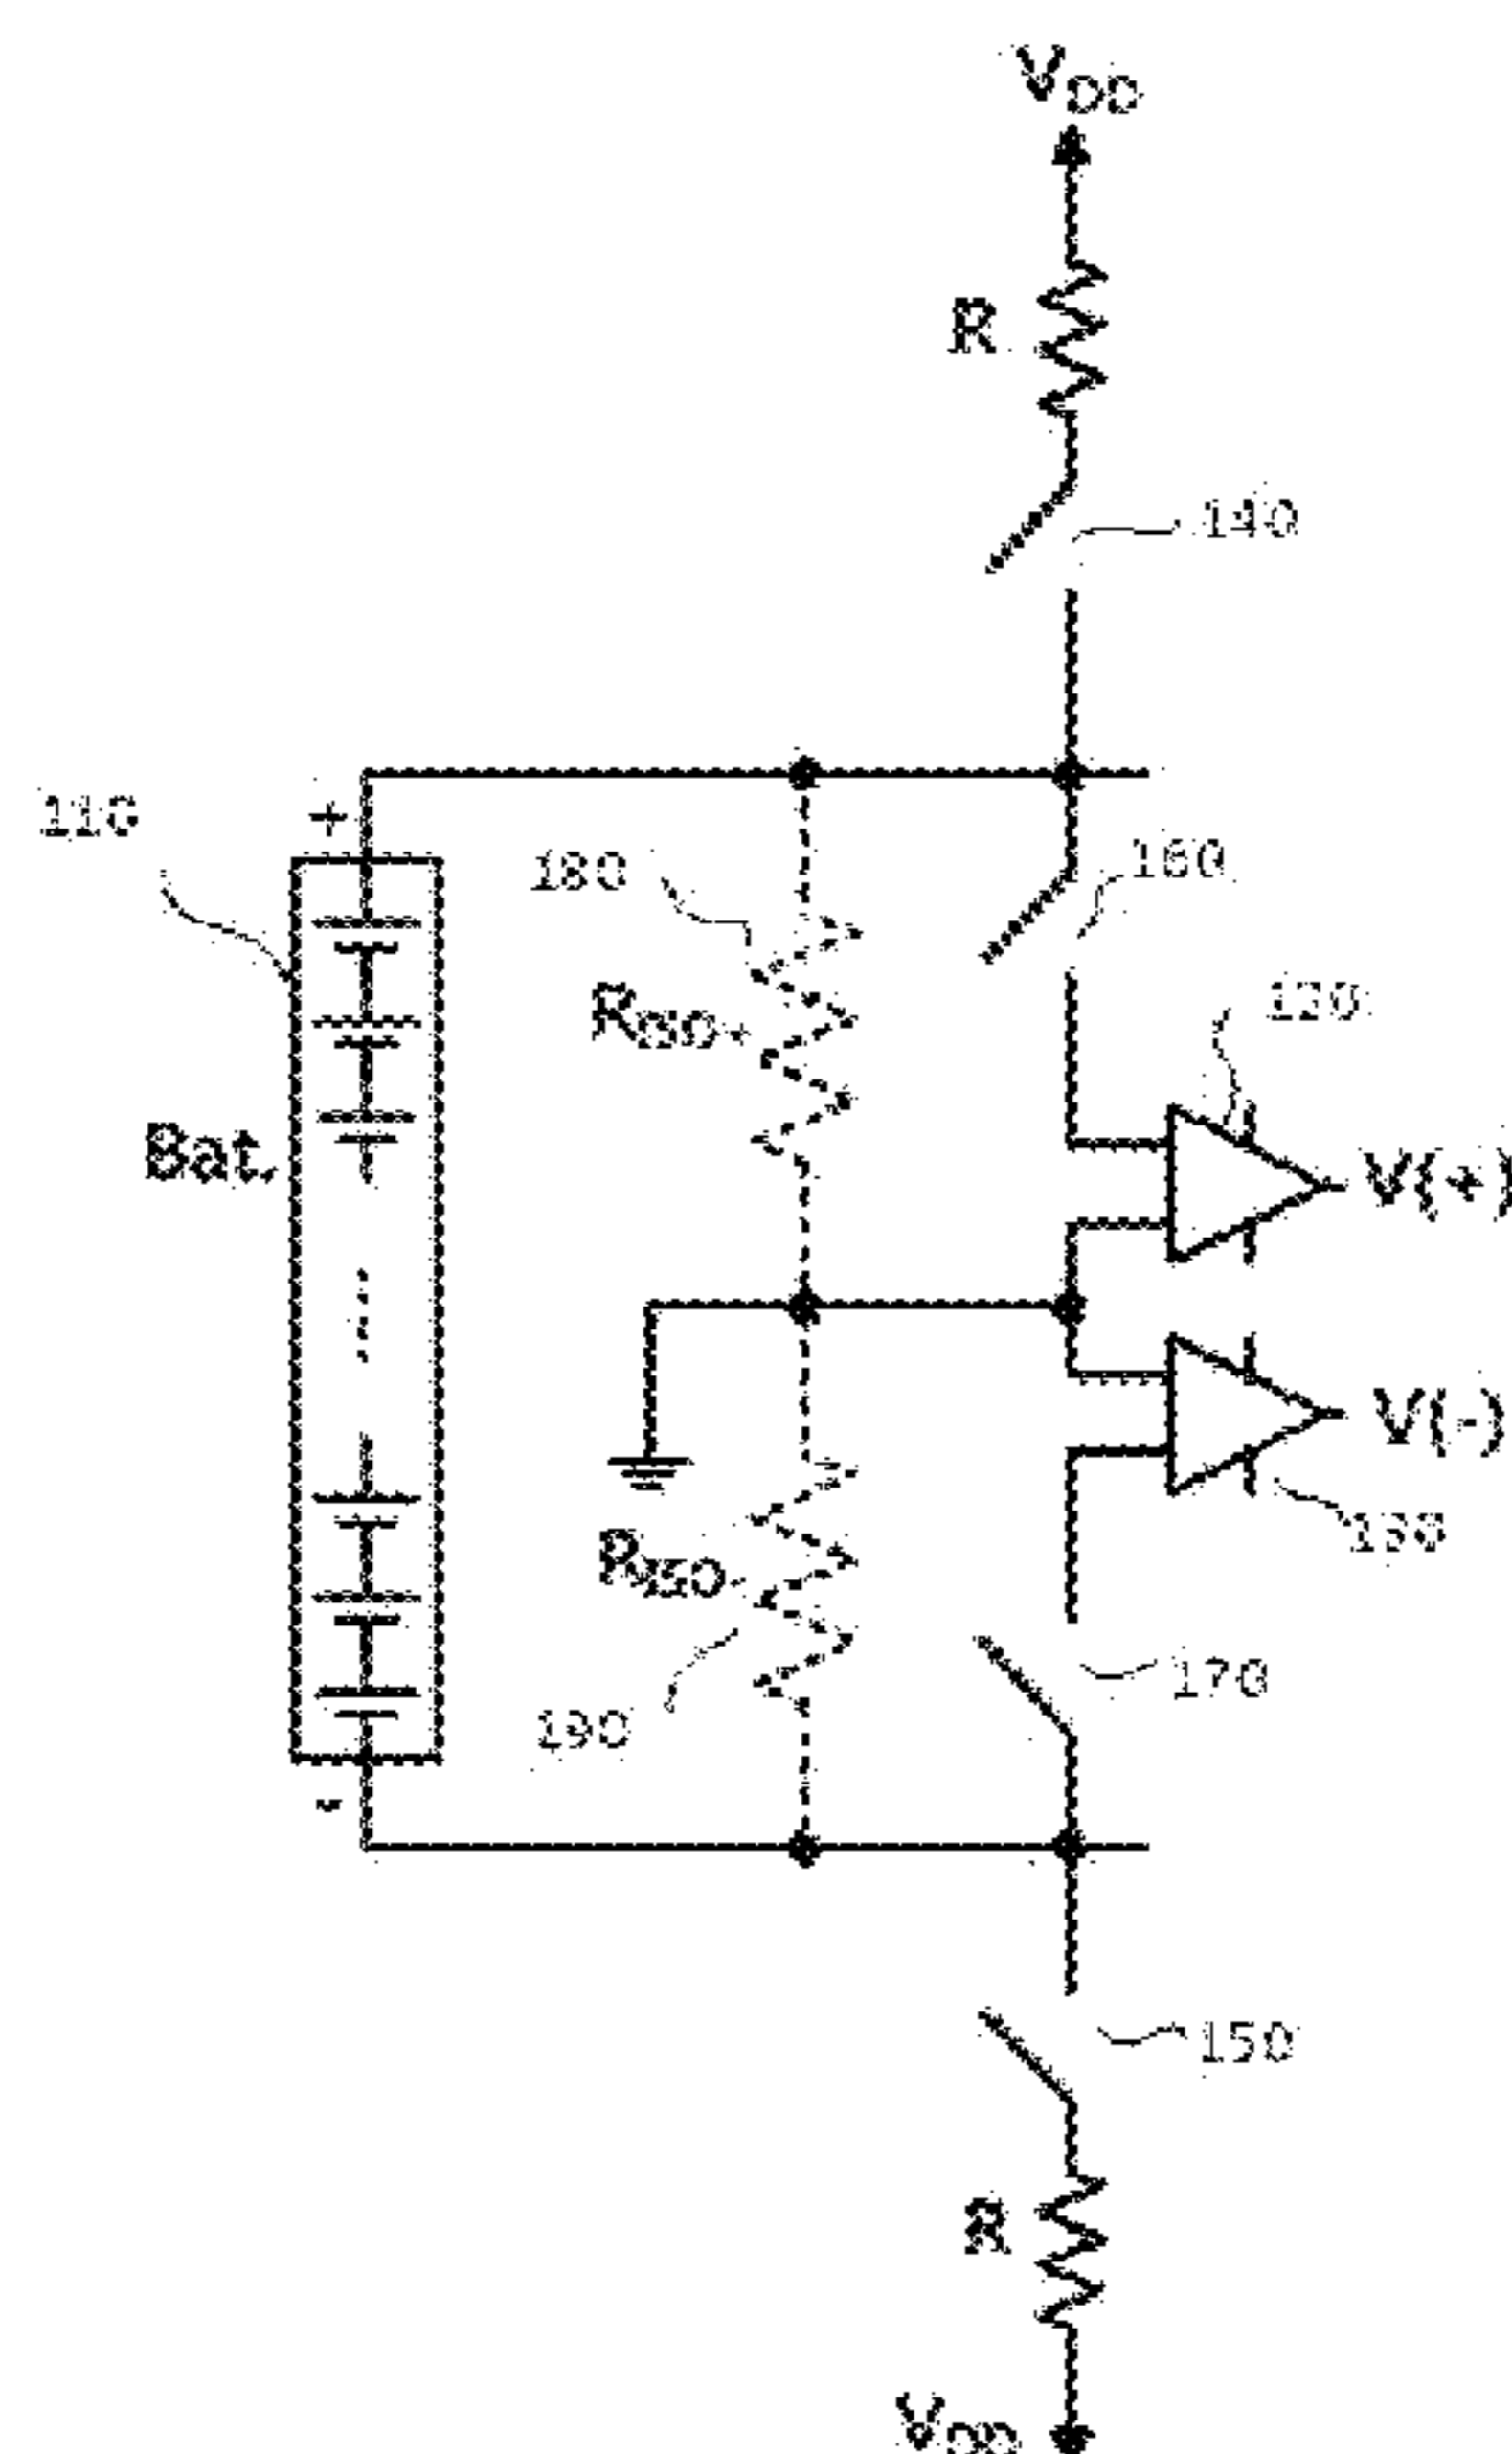 VDD
R
140
+
110
180
160
RISO+
120
Bat.
V(+)
V(-)
130
RISO-
170
190
-
150
R
VDD